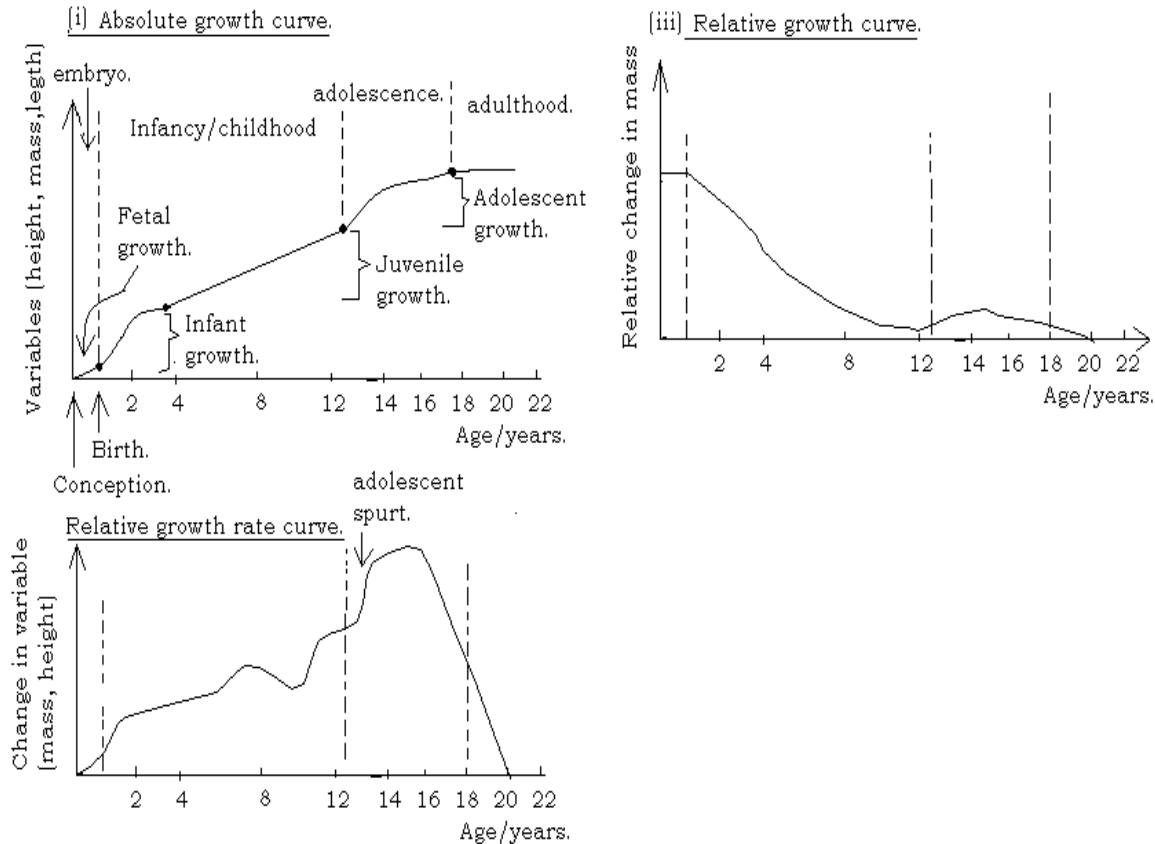 (i) Absolute growth curve.
Variables (height, mass,legth)
embryo.
Infancy/childhood
adolescence.
adulthood.
Fetal
growth.
Infant
growth.
Juvenile
growth.
Adolescent
growth.
2 4 8 12 14 16 18 20 22
Age/years.
Birth.
Conception.
(iii) Relative growth curve.
Relative change in mass
2 4 8 12 14 16 18 20 22
Age/years.
Relative growth rate curve.
adolescent
spurt.
Change in variable
(mass, height)
2 4 8 12 14 16 18 20 22
Age/years.